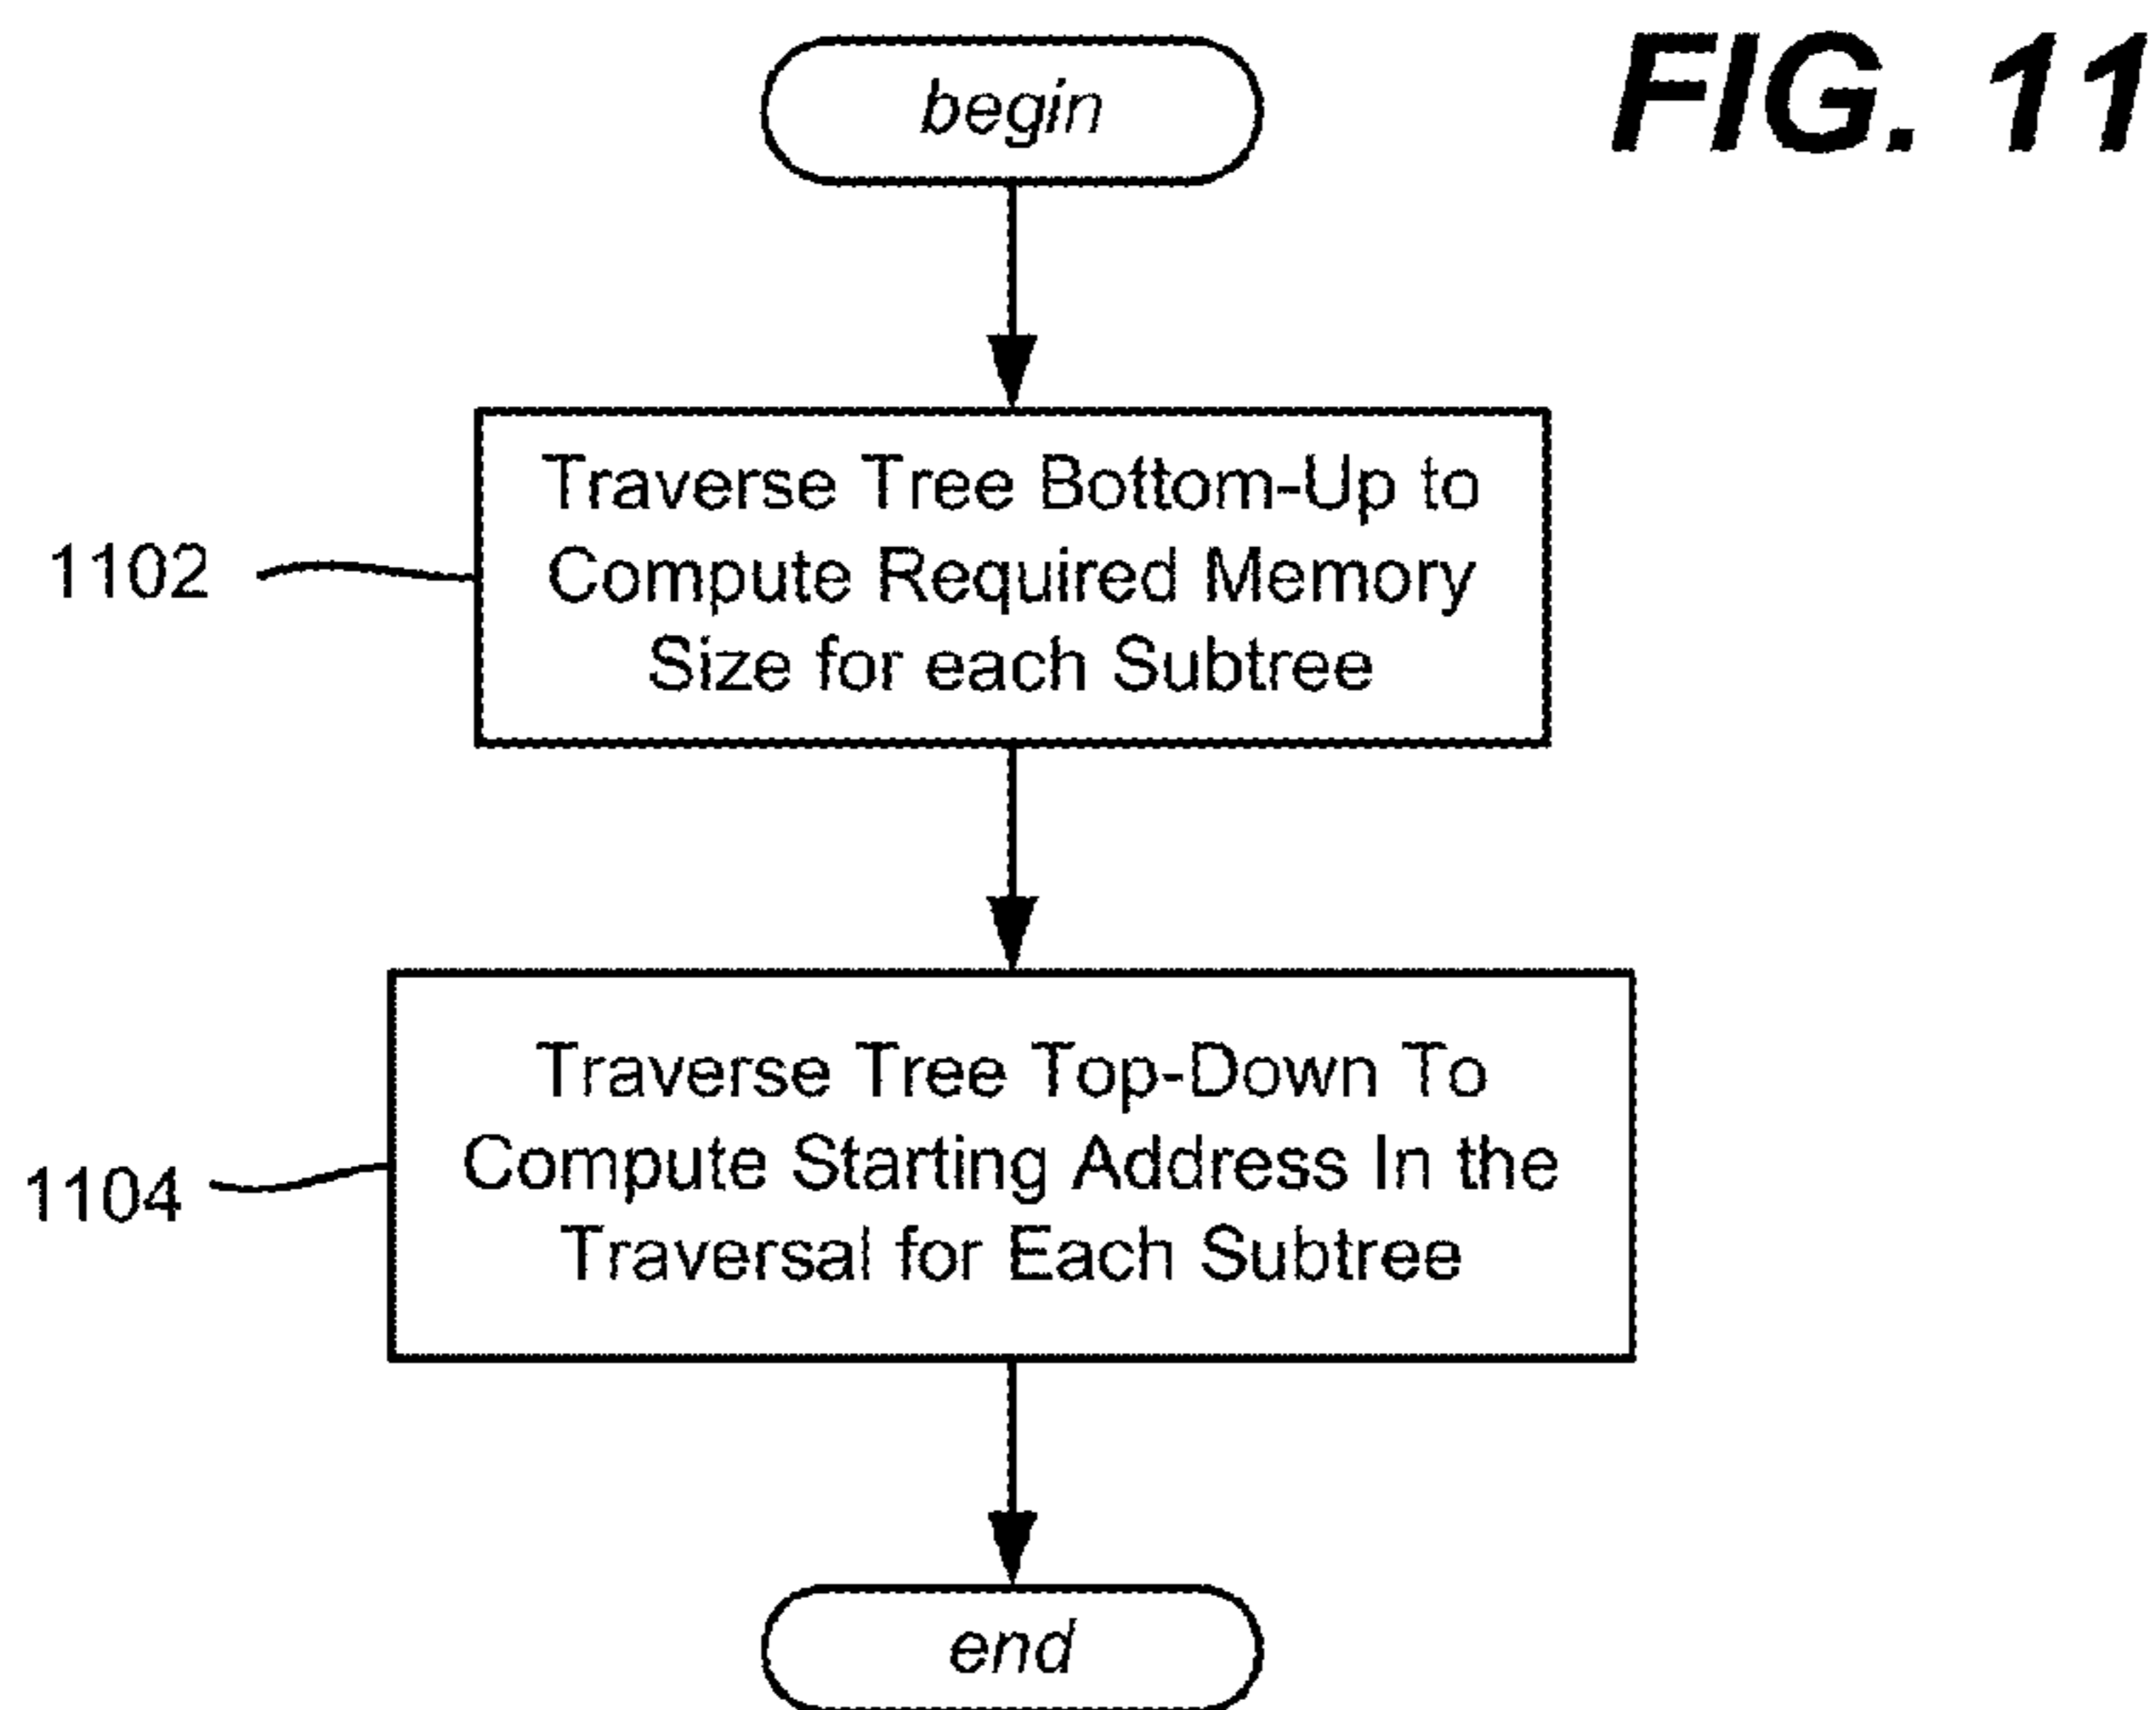 FIG. 11
begin
1102
Traverse Tree Bottom-Up to
Compute Required Memory
Size for each Subtree
1104
Traverse Tree Top-Down To
Compute Starting Address In the
Traversal for Each Subtree
end